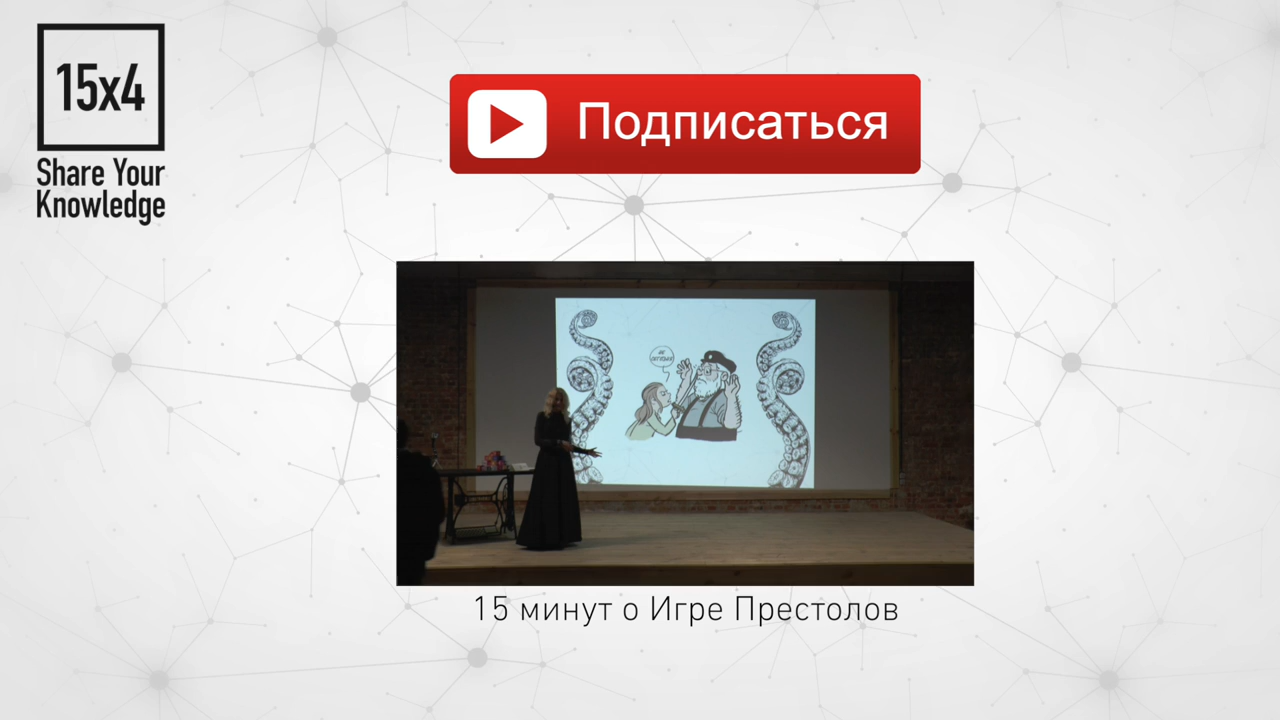 15x4
Share Your
Knowledge
Подписаться
15 минут о Игре Престолов